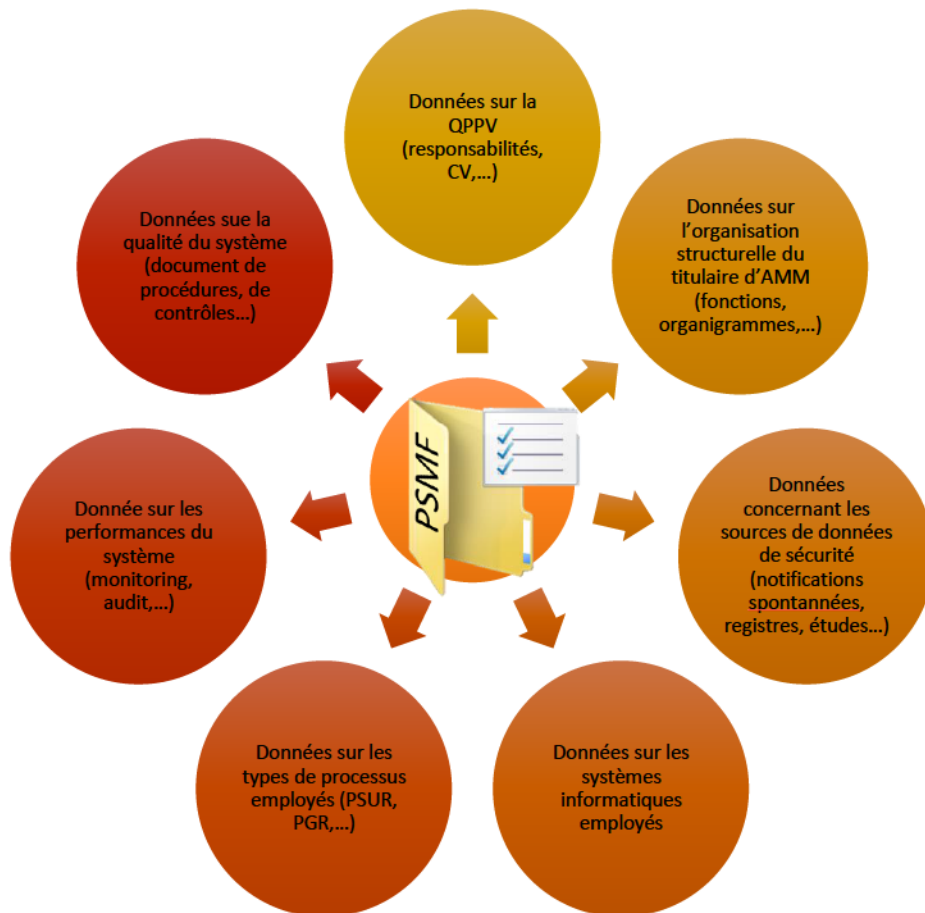 Données sur la
QPPV
(responsabilités,
CV,...)
Données sur
l'organisation
structurelle du
titulaire d'AMM
(fonctions,
organigrammes,...)
Données
concernant les
sources de données
de sécurité
(notifications
spontannées,
registres, études...)
Données sur les
systèmes
informatiques
employés
Données sur les
types de processus
employés (PSUR,
PGR,...)
Donnée sur les
performances du
système
(monitoring,
audit,...)
Données sue la
qualité du système
(document de
procédures, de
contrôles...)
PSMF